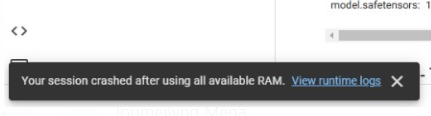 model.safetensors: 1
Your session crashed after using all available RAM. View runtime logs